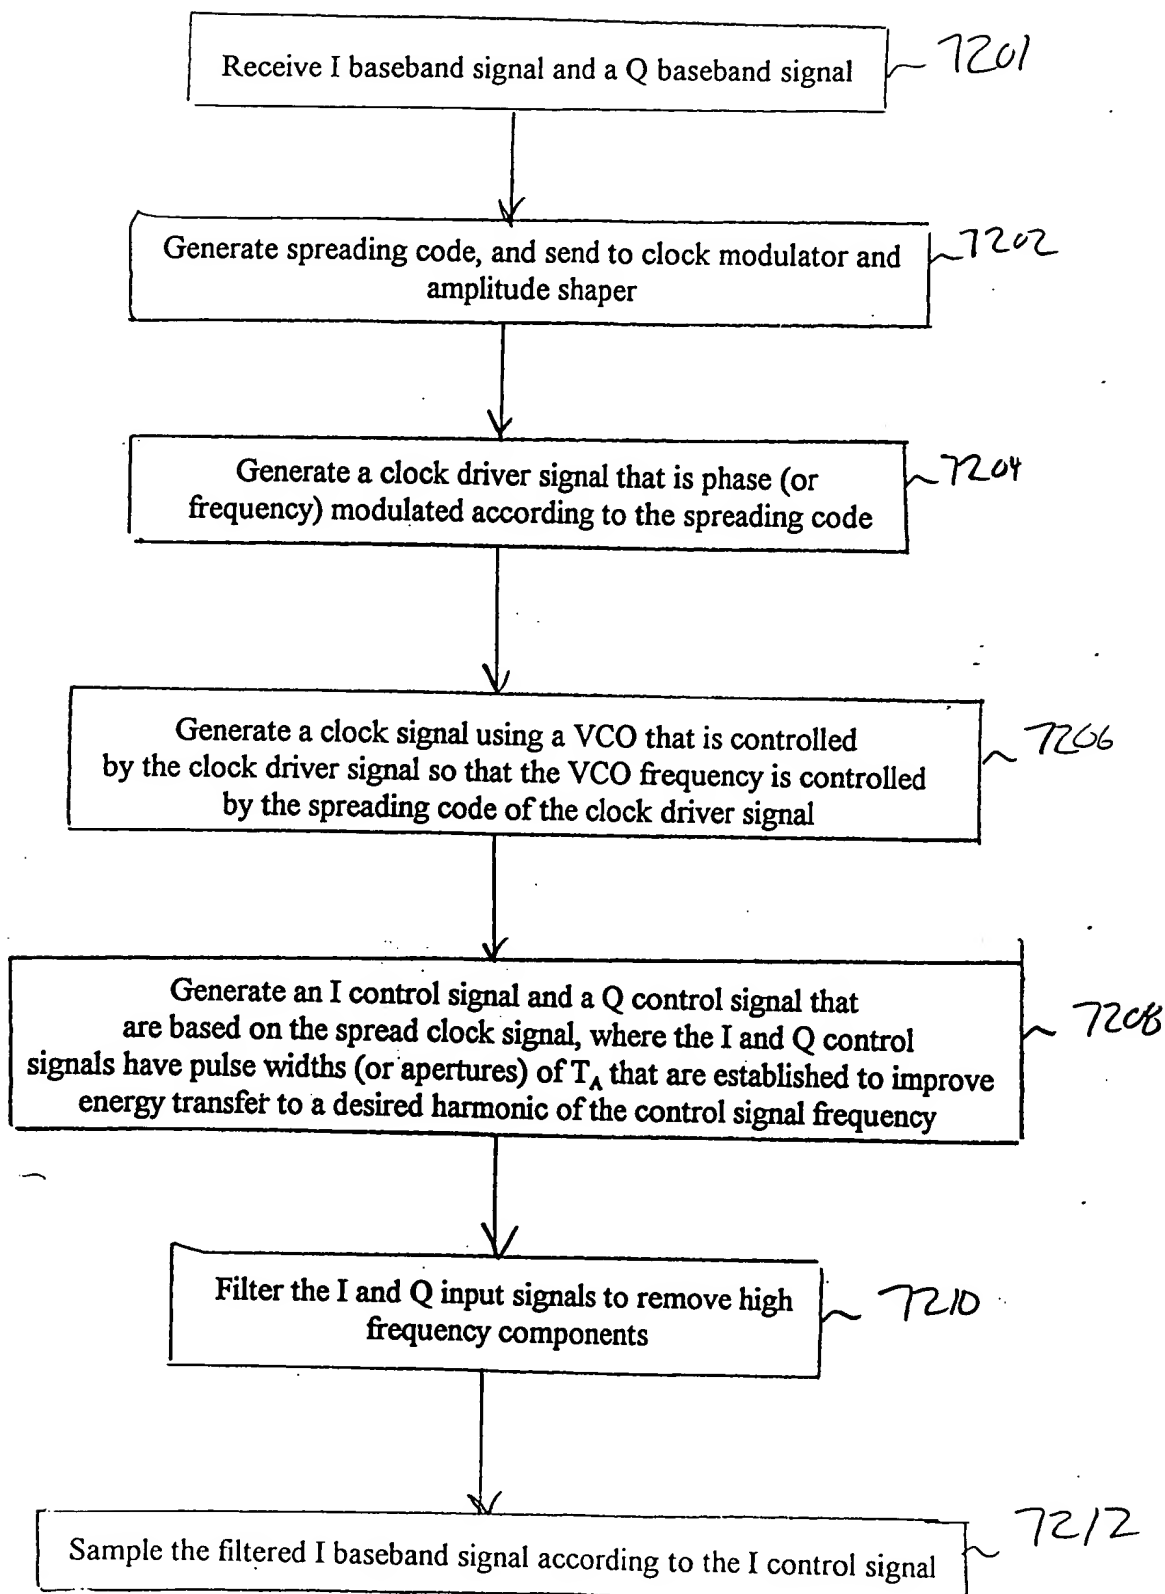 Receive I baseband signal and a Q baseband signal 7201
Generate spreading code, and send to clock modulator and 7202
amplitude shaper
Generate a clock driver signal that is phase (or 7204
frequency) modulated according to the spreading code
Generate a clock signal using a VCO that is controlled 7206
by the clock driver signal so that the VCO frequency is controlled
by the spreading code of the clock driver signal
Generate an I control signal and a Q control signal that
are based on the spread clock signal, where the I and Q control 7208
signals have pulse widths (or apertures) of T_A that are established to improve
energy transfer to a desired harmonic of the control signal frequency
Filter the I and Q input signals to remove high 7210
frequency components
Sample the filtered I baseband signal according to the I control signal 7212